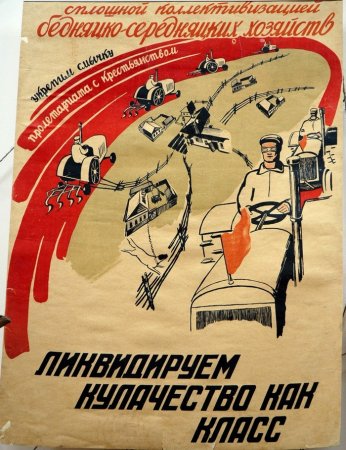 сплошной коллективизацией
бедняцко-середняцких хозяйств
укрепим смычку
пролетариата с крестьянством
ЛИКВИДИРУЕМ
КУЛАЧЕСТВО КАК
КЛАСС